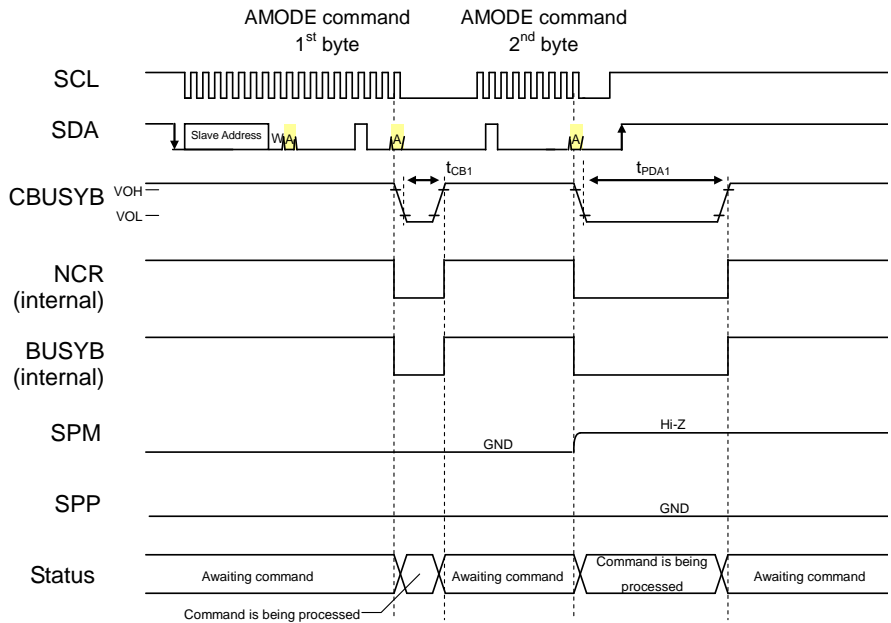 AMODE command
1st byte
AMODE command
2nd byte
SCL
SDA
Slave Address
W
A
A
A
tCB1
tPDA1
CBUSYB
VOH
VOL
NCR
(internal)
BUSYB
(internal)
SPM
GND
Hi-Z
SPP
GND
Status
Awaiting command
Awaiting command
Command is being
processed
Awaiting command
Command is being processed